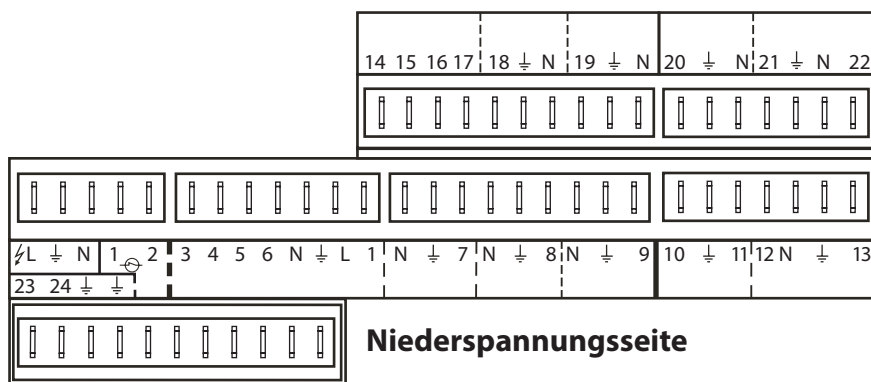 14 15 16 17 18 ⏚ N 19 ⏚ N 20 ⏚ N 21 ⏚ N 22
L ⏚ N 1 2 3 4 5 6 N ⏚ L 1 N ⏚ 7 N ⏚ 8 N ⏚ 9 10 ⏚ 11 12 N ⏚ 13
23 24 ⏚ ⏚
Niederspannungsseite